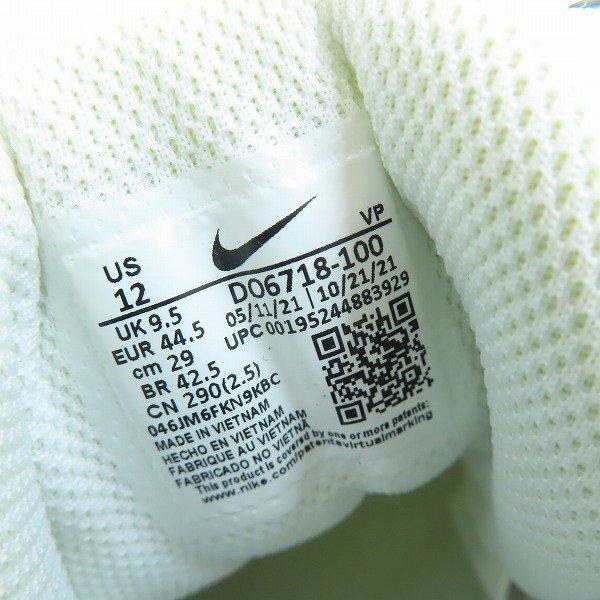 US
12
UK 9.5
EUR 44.5
cm 29
BR 42.5
CN 290(2.5)
046JM6FKN9KBC
MADE IN VIETNAM
HECHO EN VIETNAM
FABRIQUE AU VIETNAM
FABRICADO NO VIETNÃ
This product is covered by one or more patents:
www.nike.com/patentsvirtualmarking
VP
DO6718-100
05/11/21 | 10/21/21
UPC 00195244883929